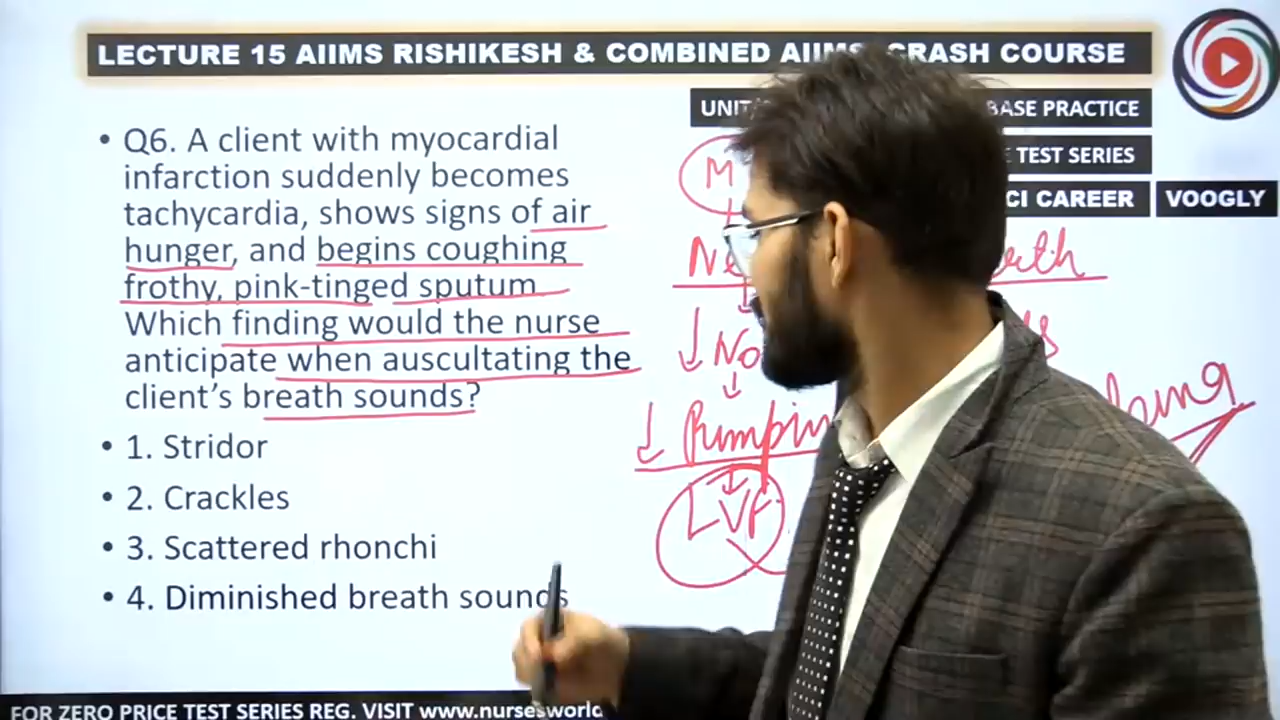 LECTURE 15 AIIMS RISHIKESH & COMBINED AIIMS CRASH COURSE
BASE PRACTICE
TEST SERIES
CI CAREER
VOOGLY
• Q6. A client with myocardial
infarction suddenly becomes
tachycardia, shows signs of air
hunger, and begins coughing
frothy, pink-tinged sputum
Which finding would the nurse
anticipate when auscultating the
client's breath sounds?
• 1. Stridor
• 2. Crackles
• 3. Scattered rhonchi
• 4. Diminished breath sounds
M
↓
↓
↓
↓ Pumpin
↓
LVF
FOR ZERO PRICE TEST SERIES REG. VISIT www.nursesworld